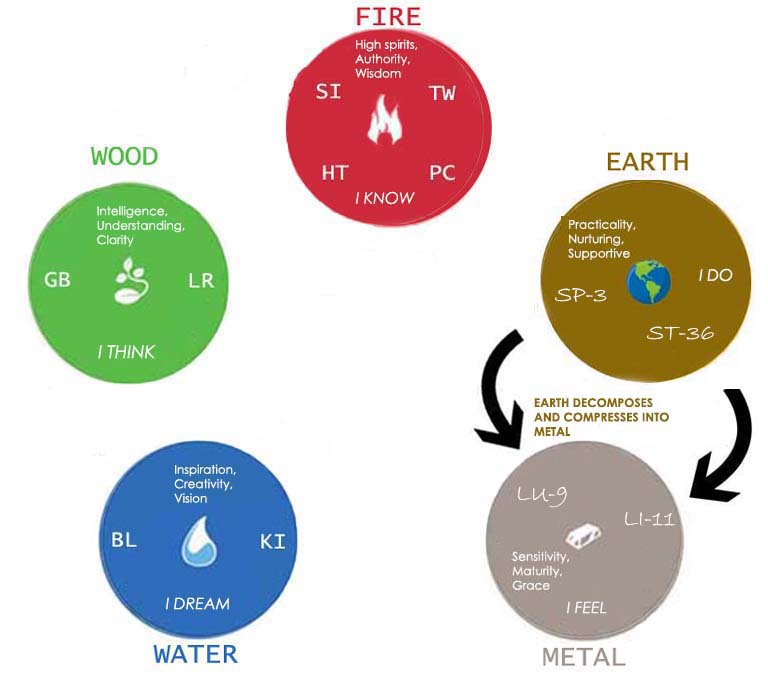 FIRE
High spirits,
Authority,
Wisdom
SI
TW
HT
PC
I KNOW
WOOD
Intelligence,
Understanding,
Clarity
GB
LR
I THINK
EARTH
Practicality,
Nurturing,
Supportive
I DO
SP-3
ST-36
EARTH DECOMPOSES
AND COMPRESSES INTO
METAL
Inspiration,
Creativity,
Vision
BL
KI
I DREAM
WATER
LU-9
LI-11
Sensitivity,
Maturity,
Grace
I FEEL
METAL